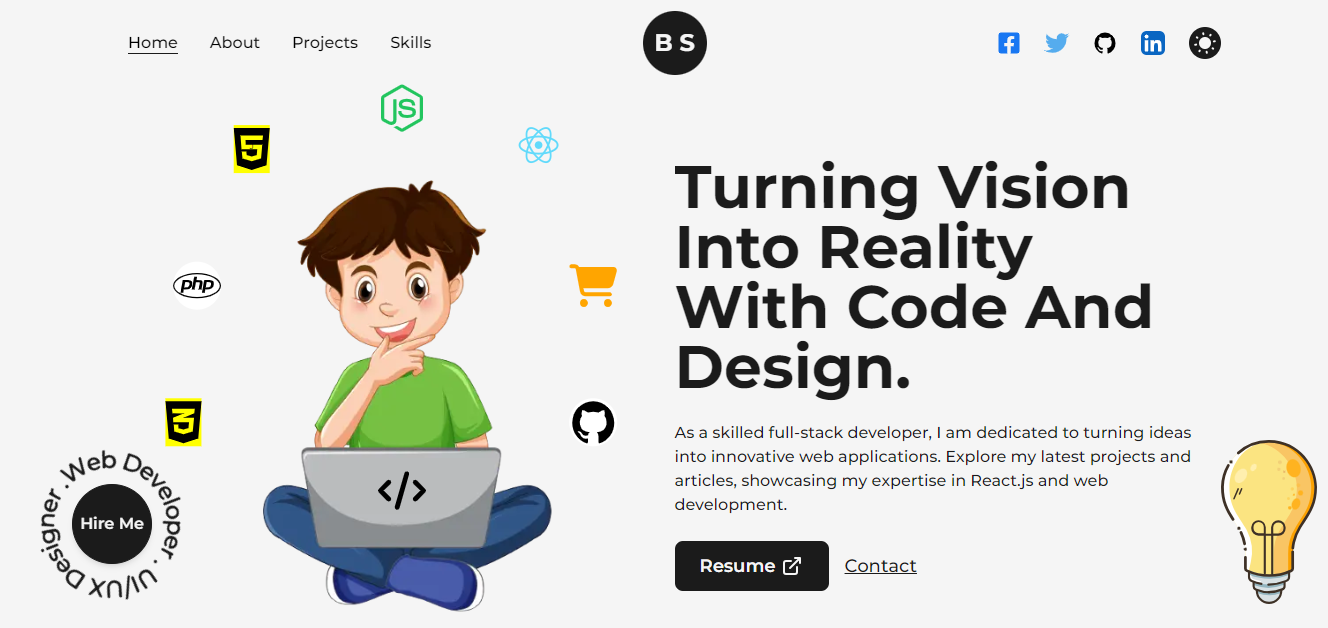 Home About Projects Skills
B S
JS
5
php
3
Turning Vision
Into Reality
With Code And
Design.
As a skilled full-stack developer, I am dedicated to turning ideas
into innovative web applications. Explore my latest projects and
articles, showcasing my expertise in React.js and web
development.
Resume
Contact
</>
Web Developer . UI/UX Designer .
Hire Me
f
in